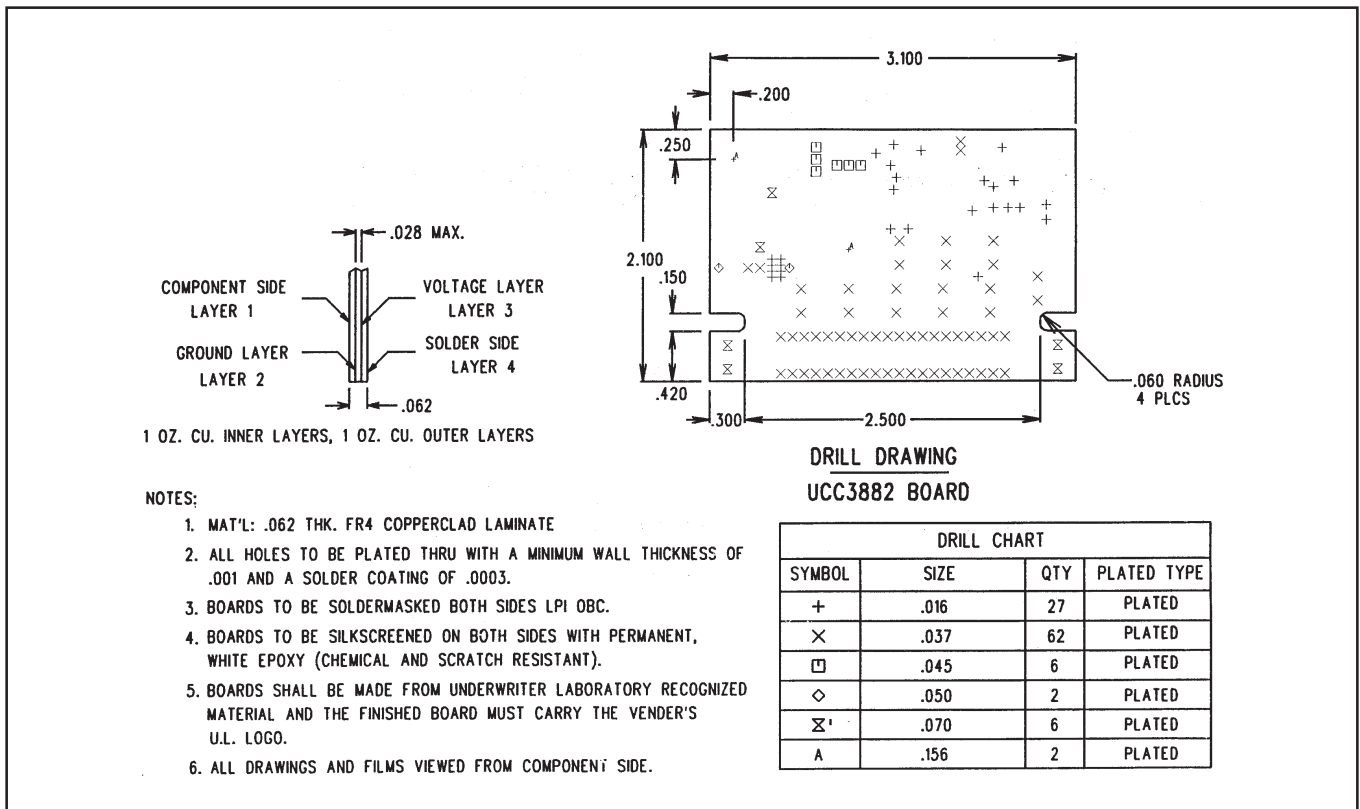 3.100
.200
.250
2.100
.150
.420
.300
2.500
.060 RADIUS
4 PLCS
.028 MAX.
COMPONENT SIDE
LAYER 1
VOLTAGE LAYER
LAYER 3
GROUND LAYER
LAYER 2
SOLDER SIDE
LAYER 4
.062
1 OZ. CU. INNER LAYERS, 1 OZ. CU. OUTER LAYERS
A
A
DRILL DRAWING
UCC3882 BOARD
NOTES:
1. MAT'L: .062 THK. FR4 COPPERCLAD LAMINATE
2. ALL HOLES TO BE PLATED THRU WITH A MINIMUM WALL THICKNESS OF
.001 AND A SOLDER COATING OF .0003.
3. BOARDS TO BE SOLDERMASKED BOTH SIDES LPI OBC.
4. BOARDS TO BE SILKSCREENED ON BOTH SIDES WITH PERMANENT,
WHITE EPOXY (CHEMICAL AND SCRATCH RESISTANT).
5. BOARDS SHALL BE MADE FROM UNDERWRITER LABORATORY RECOGNIZED
MATERIAL AND THE FINISHED BOARD MUST CARRY THE VENDER'S
U.L. LOGO.
6. ALL DRAWINGS AND FILMS VIEWED FROM COMPONENT SIDE.
DRILL CHART
SYMBOL SIZE QTY PLATED TYPE
+ .016 27 PLATED
× .037 62 PLATED
.045 6 PLATED
◇ .050 2 PLATED
.070 6 PLATED
A .156 2 PLATED